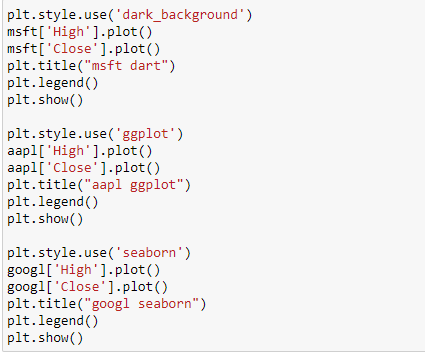 plt.style.use('dark_background')
msft['High'].plot()
msft['Close'].plot()
plt.title("msft dart")
plt.legend()
plt.show()

plt.style.use('ggplot')
aapl['High'].plot()
aapl['Close'].plot()
plt.title("aapl ggplot")
plt.legend()
plt.show()

plt.style.use('seaborn')
googl['High'].plot()
googl['Close'].plot()
plt.title("googl seaborn")
plt.legend()
plt.show()